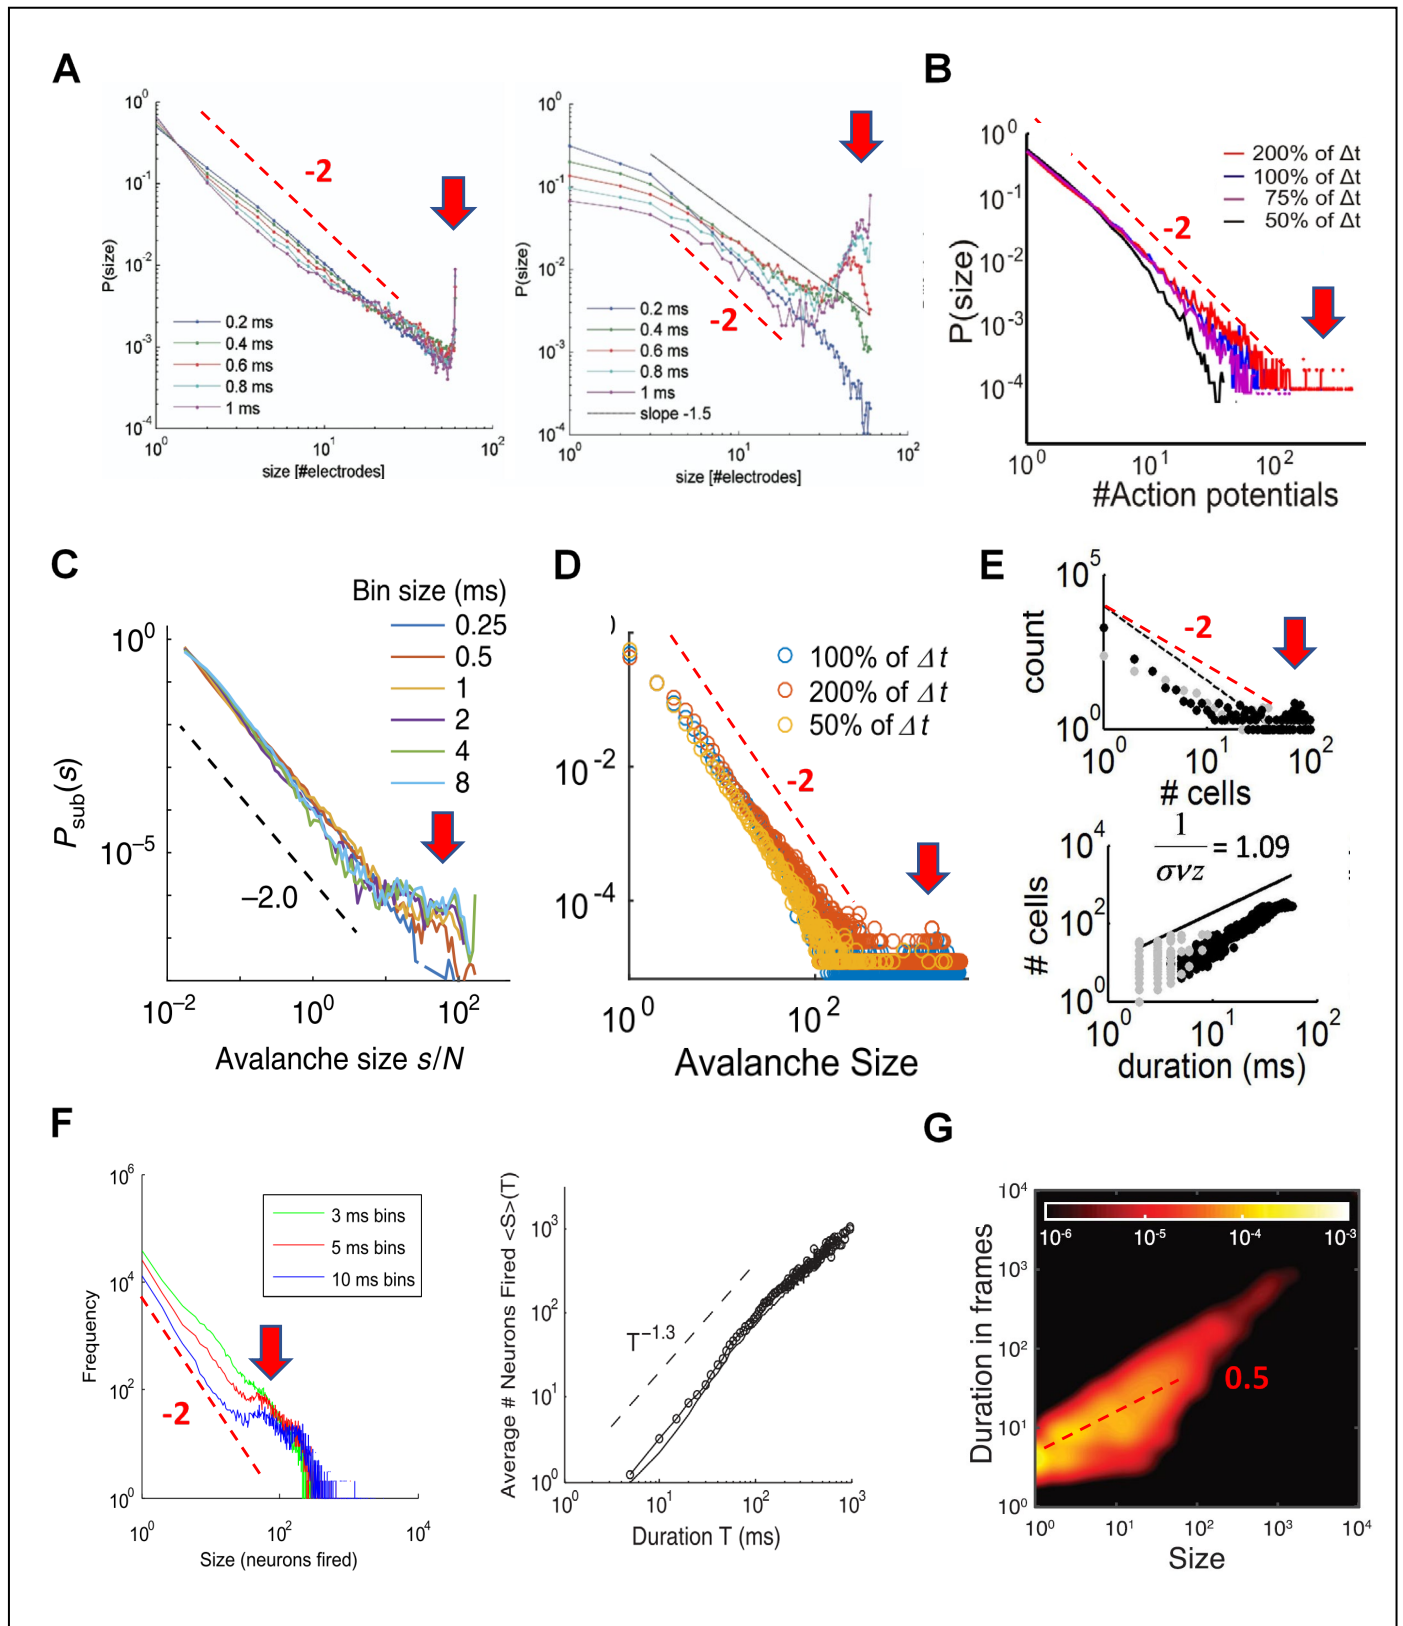 A
10^0
10^-1
10^-2
10^-3
10^-4
P(size)
-2
0.2 ms
0.4 ms
0.6 ms
0.8 ms
1 ms
10^0
10^1
10^2
size [#electrodes]
10^0
10^-1
10^-2
10^-3
10^-4
P(size)
-2
0.2 ms
0.4 ms
0.6 ms
0.8 ms
1 ms
slope -1.5
10^0
10^1
10^2
size [#electrodes]
B
10^0
10^-1
10^-2
10^-3
10^-4
P(size)
200% of Δt
100% of Δt
75% of Δt
50% of Δt
-2
10^0
10^1
10^2
#Action potentials
C
Bin size (ms)
0.25
0.5
1
2
4
8
10^0
10^-5
P_sub(s)
−2.0
10^-2
10^0
10^2
Avalanche size s/N
D
100% of Δt
200% of Δt
50% of Δt
-2
10^-2
10^-4
10^0
10^2
Avalanche Size
E
10^5
10^0
count
-2
10^0
10^1
10^2
# cells
1/σνz = 1.09
10^4
10^2
10^0
# cells
10^0
10^1
10^2
duration (ms)
F
10^6
10^4
10^2
10^0
Frequency
3 ms bins
5 ms bins
10 ms bins
-2
10^0
10^2
10^4
Size (neurons fired)
10^3
10^2
10^1
10^0
Average # Neurons Fired <S>(T)
T^−1.3
10^0
10^1
10^2
10^3
Duration T (ms)
G
10^4
10^3
10^2
10^1
10^0
Duration in frames
10^-6
10^-5
10^-4
10^-3
0.5
10^0
10^1
10^2
10^3
10^4
Size